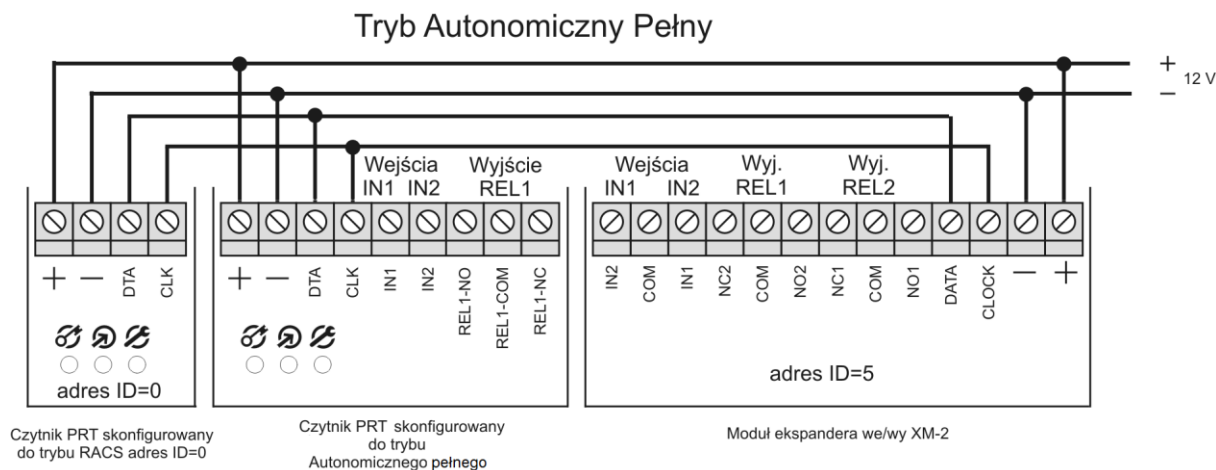 Tryb Autonomiczny Pełny
+
−
12 V
Wejścia
IN1 IN2
Wyjście
REL1
Wejścia
IN1 IN2
Wyj.
REL1
Wyj.
REL2
+ − DTA CLK
+ − DTA CLK IN1 IN2 REL1-NO REL1-COM REL1-NC
IN2 COM IN1 NC2 COM NO2 NC1 COM NO1 DATA CLOCK − +
adres ID=0
adres ID=5
Czytnik PRT skonfigurowany
do trybu RACS adres ID=0
Czytnik PRT skonfigurowany
do trybu
Autonomicznego pełnego
Moduł ekspandera we/wy XM-2